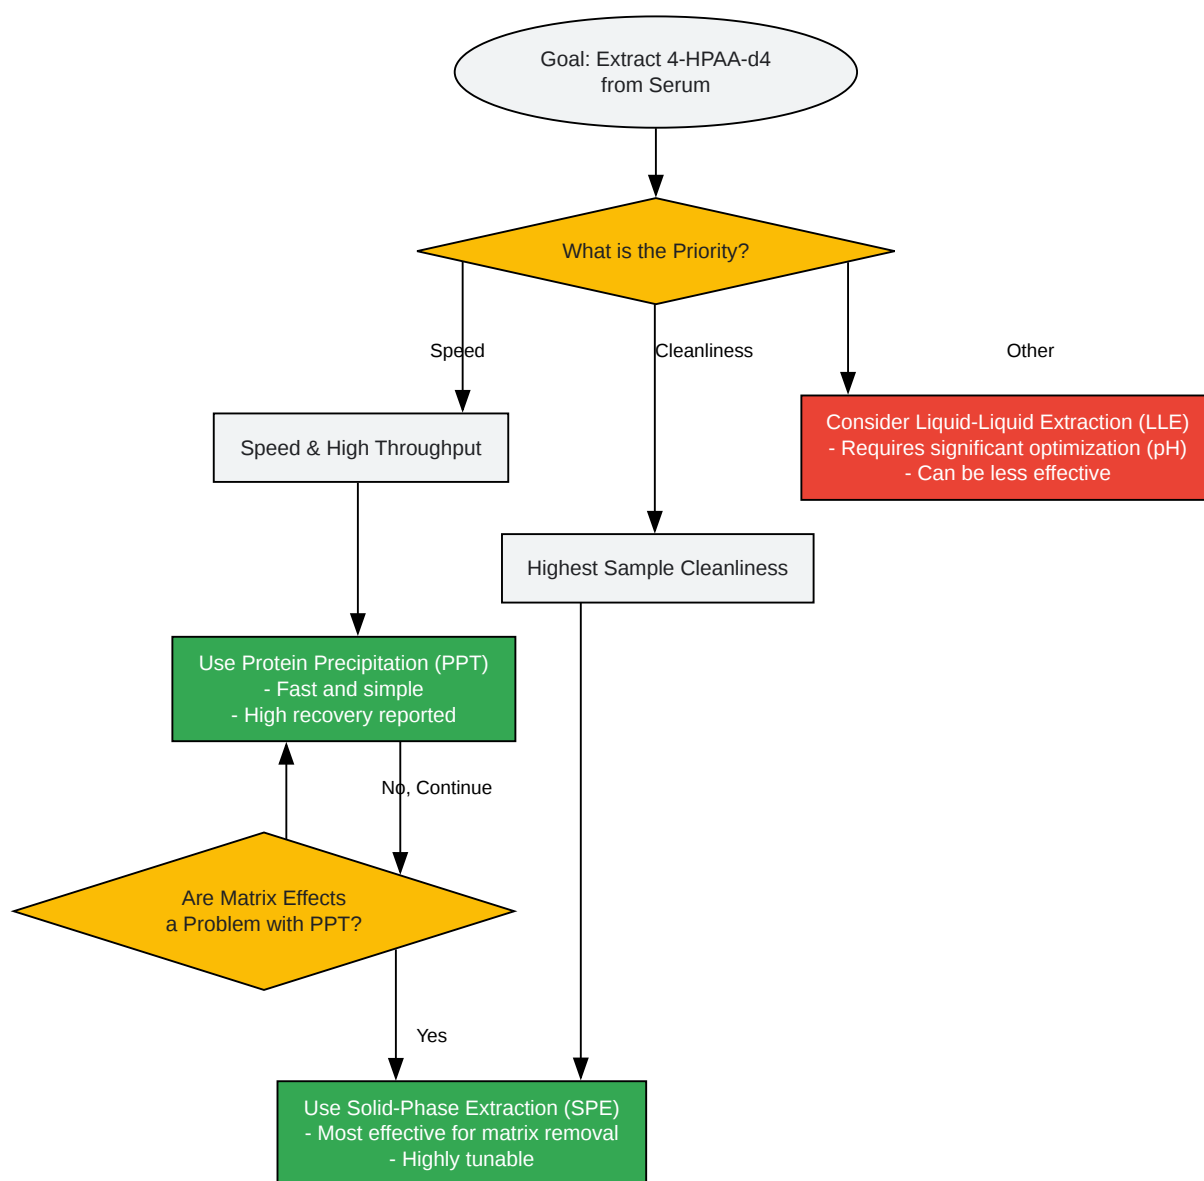 Goal: Extract 4-HPAA-d4
from Serum
What is the Priority?
Speed
Cleanliness
Other
Consider Liquid-Liquid Extraction (LLE)
- Requires significant optimization (pH)
- Can be less effective
Speed & High Throughput
Highest Sample Cleanliness
Use Protein Precipitation (PPT)
- Fast and simple
- High recovery reported
No, Continue
Are Matrix Effects
a Problem with PPT?
Yes
Use Solid-Phase Extraction (SPE)
- Most effective for matrix removal
- Highly tunable